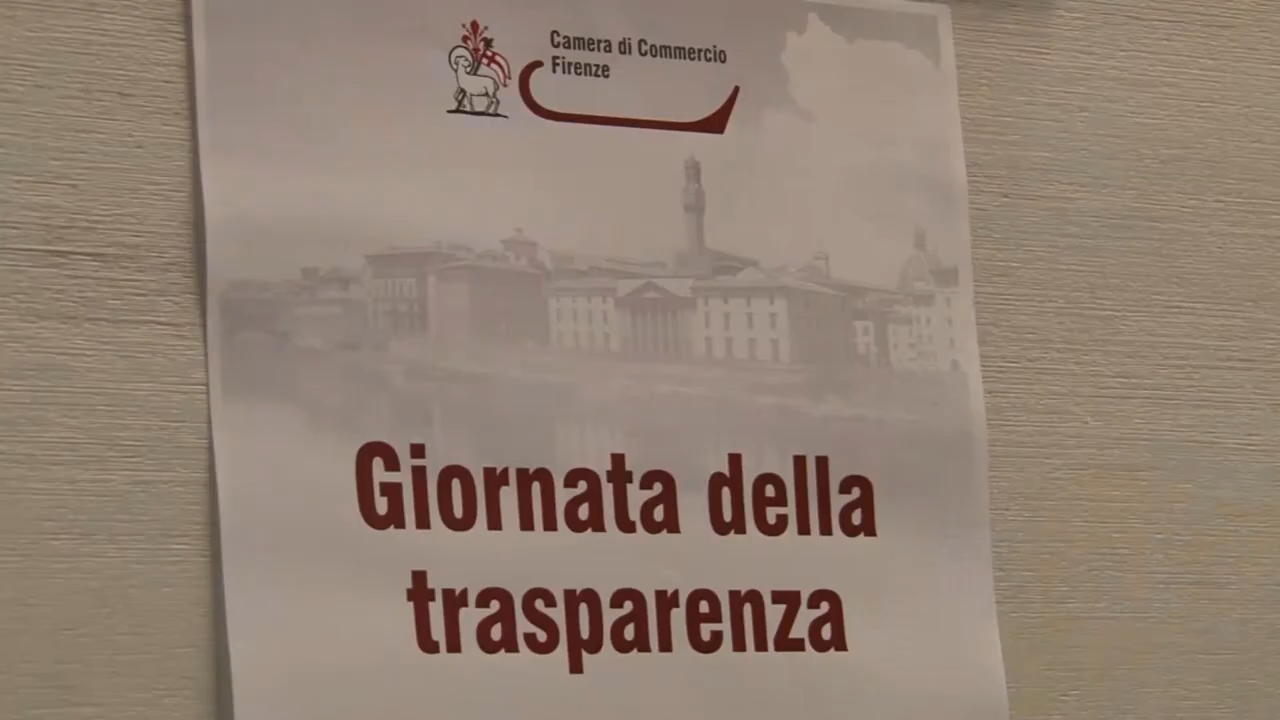 Camera di Commercio
Firenze
Giornata della
trasparenza